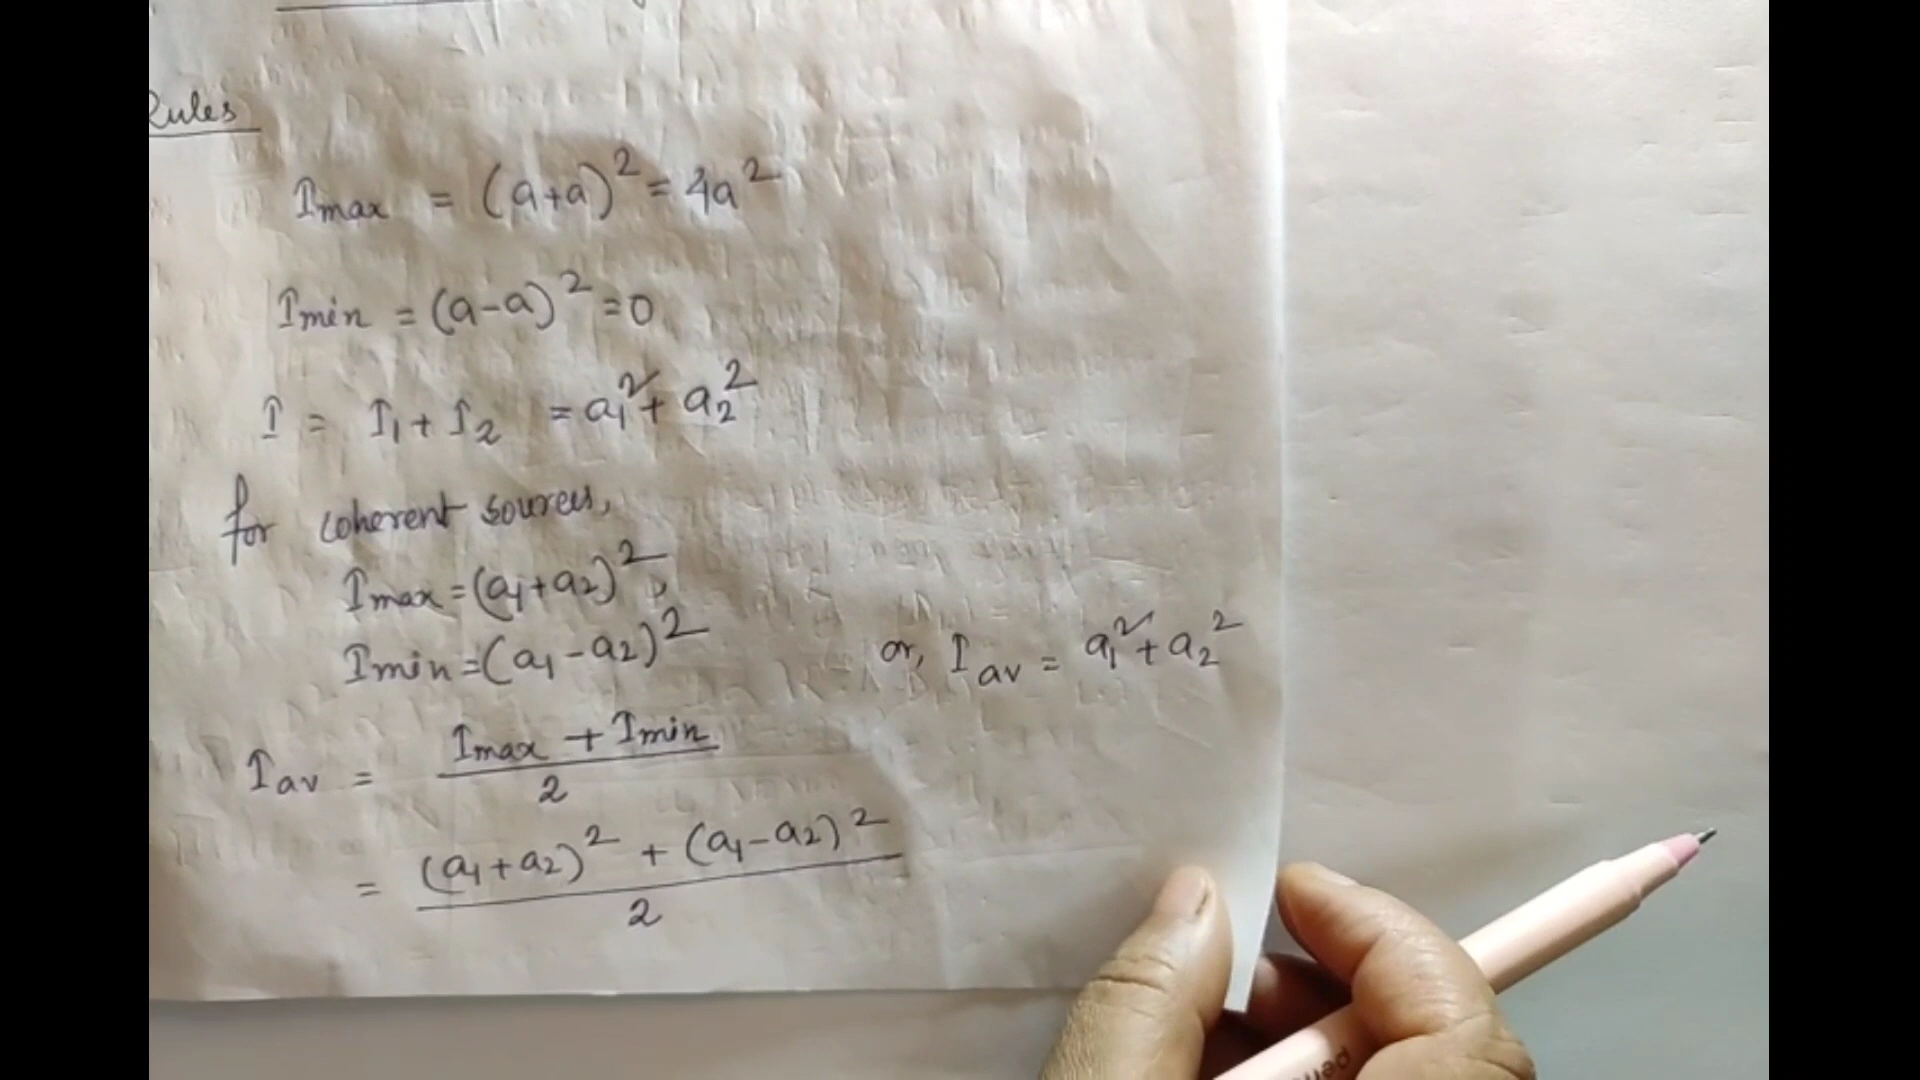 Rules
Imax = (a+a)² = 4a²
Imin = (a-a)² = 0
I = I₁ + I₂ = a₁² + a₂²
for coherent sources,
Imax = (a₁+a₂)²,
Imin = (a₁-a₂)²
or, Iav = a₁² + a₂²
Iav = (Imax + Imin)/2
= ((a₁+a₂)² + (a₁-a₂)²)/2